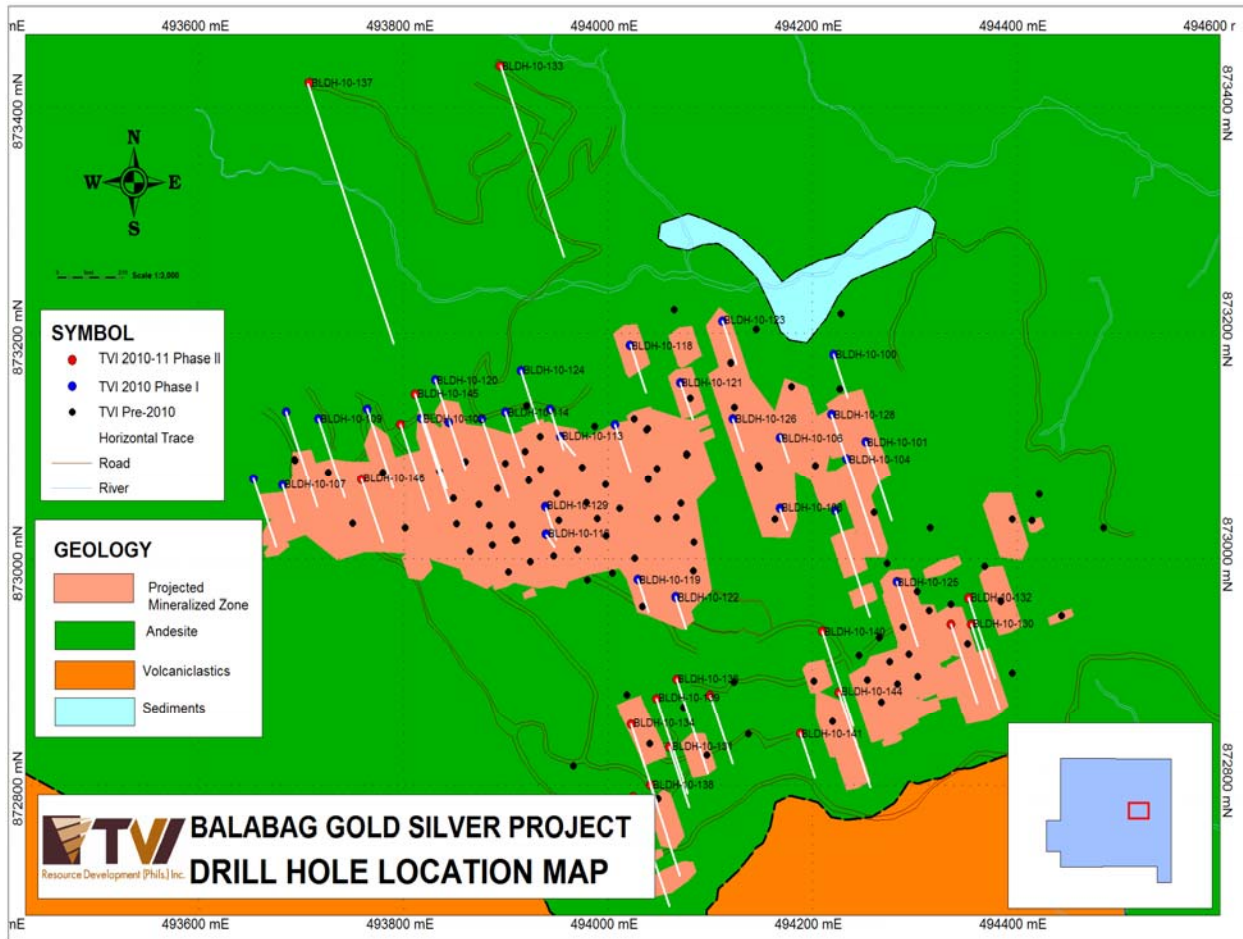 nE 493600 mE 493800 mE 494000 mE 494200 mE 494400 mE 494600 r
873400 mN
873400 mN
BLDH-10-137
BLDH-10-133
N
W E
S
Scale 1:2,000
SYMBOL
TVI 2010-11 Phase II
TVI 2010 Phase I
TVI Pre-2010
Horizontal Trace
Road
River
GEOLOGY
Projected
Mineralized Zone
Andesite
Volcaniclastics
Sediments
873200 mN
873200 mN
BLDH-10-123
BLDH-10-118
BLDH-10-100
BLDH-10-124
BLDH-10-120
BLDH-10-121
BLDH-10-145
BLDH-10-109
BLDH-10-114
BLDH-10-126
BLDH-10-128
BLDH-10-113
BLDH-10-106
BLDH-10-101
BLDH-10-104
BLDH-10-107
BLDH-10-146
BLDH-10-129
873000 mN
873000 mN
BLDH-10-119
BLDH-10-122
BLDH-10-125
BLDH-10-132
BLDH-10-130
BLDH-10-140
BLDH-10-139
BLDH-10-144
BLDH-10-134
BLDH-10-141
BLDH-10-131
BLDH-10-138
872800 mN
872800 mN
TVI
Resource Development (Phils.) Inc.
BALABAG GOLD SILVER PROJECT
DRILL HOLE LOCATION MAP
nE 493600 mE 493800 mE 494000 mE 494200 mE 494400 mE